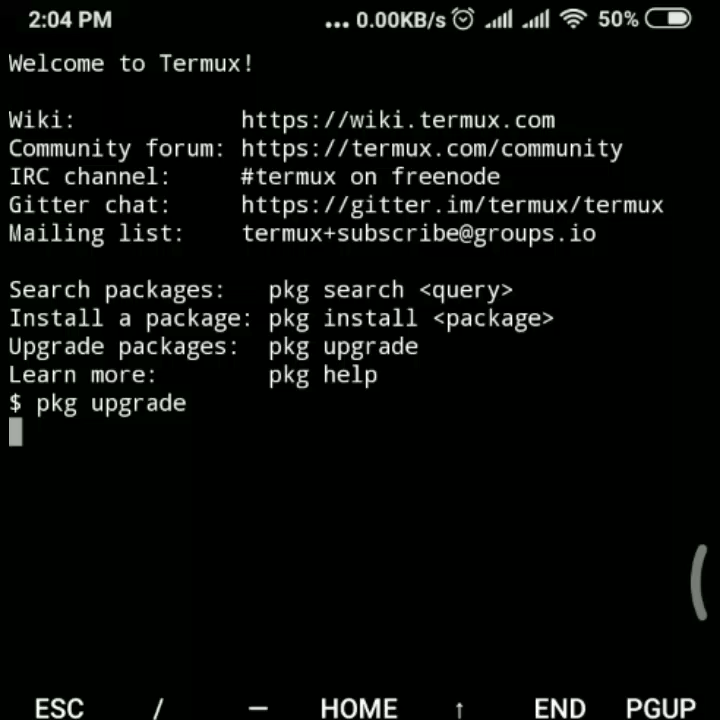 2:04 PM ... 0.00KB/s 50%
Welcome to Termux!
Wiki: https://wiki.termux.com
Community forum: https://termux.com/community
IRC channel: #termux on freenode
Gitter chat: https://gitter.im/termux/termux
Mailing list: termux+subscribe@groups.io
Search packages: pkg search <query>
Install a package: pkg install <package>
Upgrade packages: pkg upgrade
Learn more: pkg help
$ pkg upgrade
ESC / — HOME ↑ END PGUP